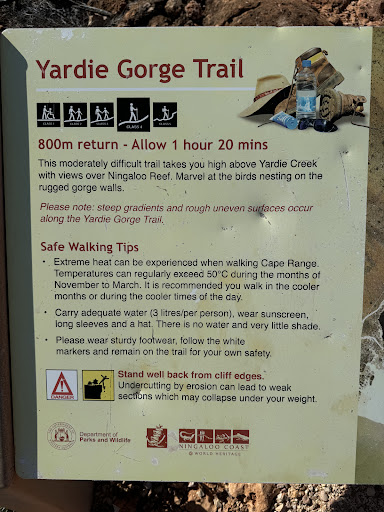 Yardie Gorge Trail
CLASS 4
800m return - Allow 1 hour 20 mins
This moderately difficult trail takes you high above Yardie Creek
with views over Ningaloo Reef. Marvel at the birds nesting on the
rugged gorge walls.
Please note: steep gradients and rough uneven surfaces occur
along the Yardie Gorge Trail.
Safe Walking Tips
• Extreme heat can be experienced when walking Cape Range.
Temperatures can regularly exceed 50°C during the months of
November to March. It is recommended you walk in the cooler
months or during the cooler times of the day.
• Carry adequate water (3 litres/per person), wear sunscreen,
long sleeves and a hat. There is no water and very little shade.
• Please wear sturdy footwear, follow the white
markers and remain on the trail for your own safety.
DANGER
Stand well back from cliff edges.
Undercutting by erosion can lead to weak
sections which may collapse under your weight.
Department of
Parks and Wildlife
NINGALOO COAST
WORLD HERITAGE